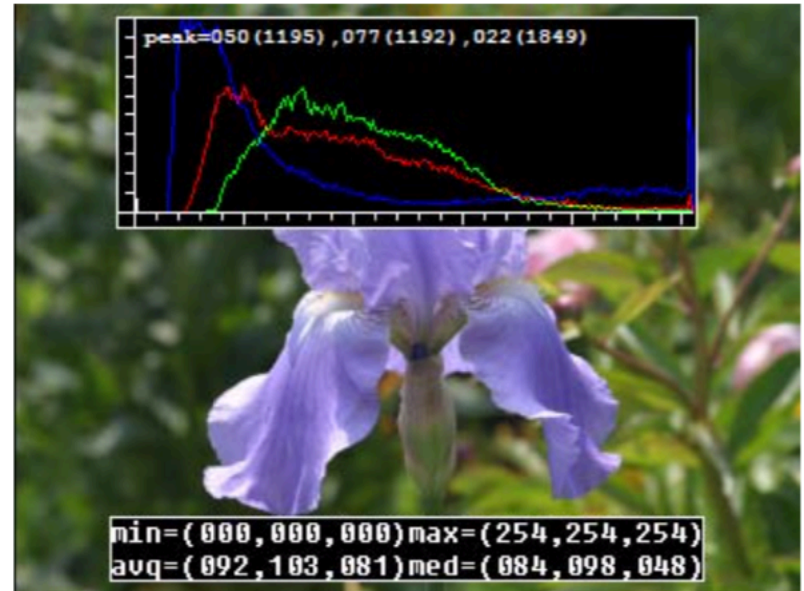 peak=050(1195),077(1192),022(1849)
min=(000,000,000)max=(254,254,254)
avg=(092,103,081)med=(084,098,048)